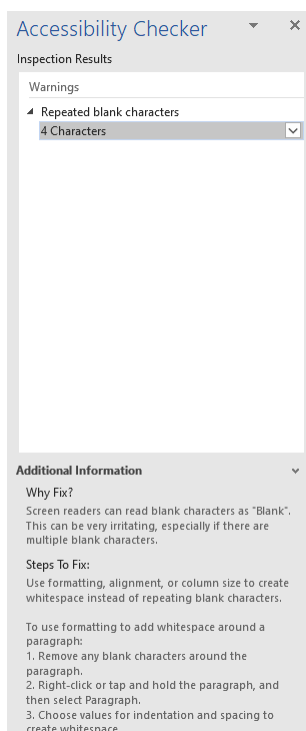 Accessibility Checker
Inspection Results
Warnings
Repeated blank characters
4 Characters
Additional Information
Why Fix?
Screen readers can read blank characters as "Blank".
This can be very irritating, especially if there are
multiple blank characters.
Steps To Fix:
Use formatting, alignment, or column size to create
whitespace instead of repeating blank characters.
To use formatting to add whitespace around a
paragraph:
1. Remove any blank characters around the
paragraph.
2. Right-click or tap and hold the paragraph, and
then select Paragraph.
3. Choose values for indentation and spacing to
create whitespace.